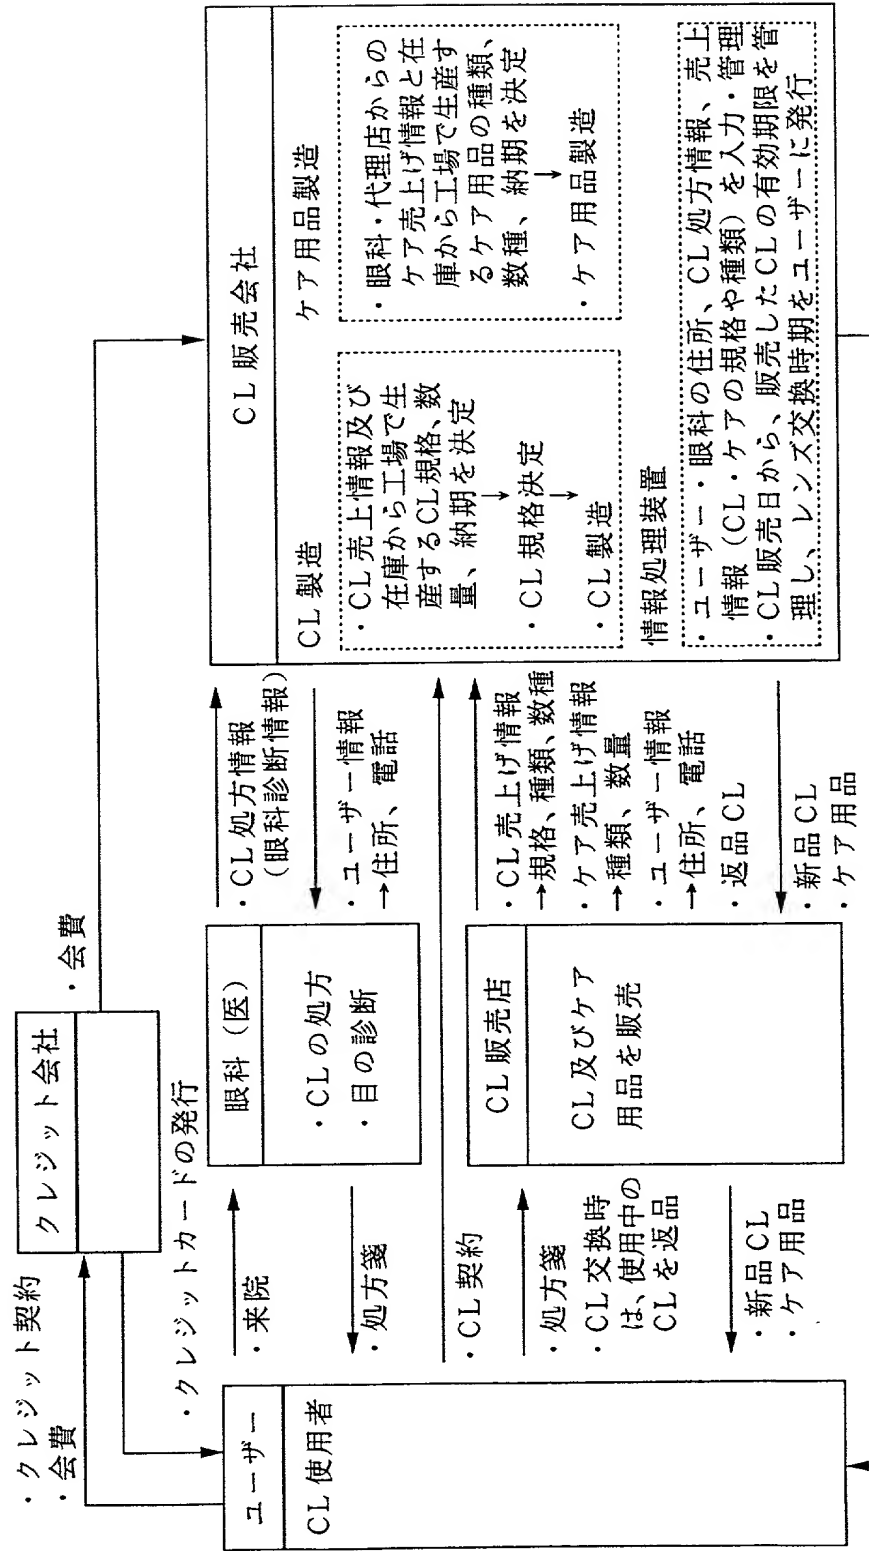 ・クレジット契約
・会費
クレジット会社
・会費
・クレジットカードの発行
ユーザー
CL使用者
・来院
・処方箋
眼科（医）
・CLの処方
・目の診断
・CL処方情報
（眼科診断情報）
・ユーザー情報
→住所、電話
・CL契約
・処方箋
・CL交換時
は、使用中の
CLを返品
・新品CL
・ケア用品
CL販売店
CL及びケア
用品を販売
・CL売上げ情報
→規格、種類、数種
・ケア売上げ情報
→種類、数量
・ユーザー情報
→住所、電話
・返品CL
・新品CL
・ケア用品
CL販売会社
CL製造
・CL売上情報及び
在庫から工場で生
産するCL規格、数
量、納期を決定
↓
・CL規格決定
↓
・CL製造
ケア用品製造
・眼科・代理店からの
ケア売上げ情報と在
庫から工場で生産す
るケア用品の種類、
数種、納期を決定
↓
・ケア用品製造
情報処理装置
・ユーザー・眼科の住所、CL処方情報、売上
情報（CL・ケアの規格や種類）を入力・管理
・CL販売日から、販売したCLの有効期限を管
理し、レンズ交換時期をユーザーに発行